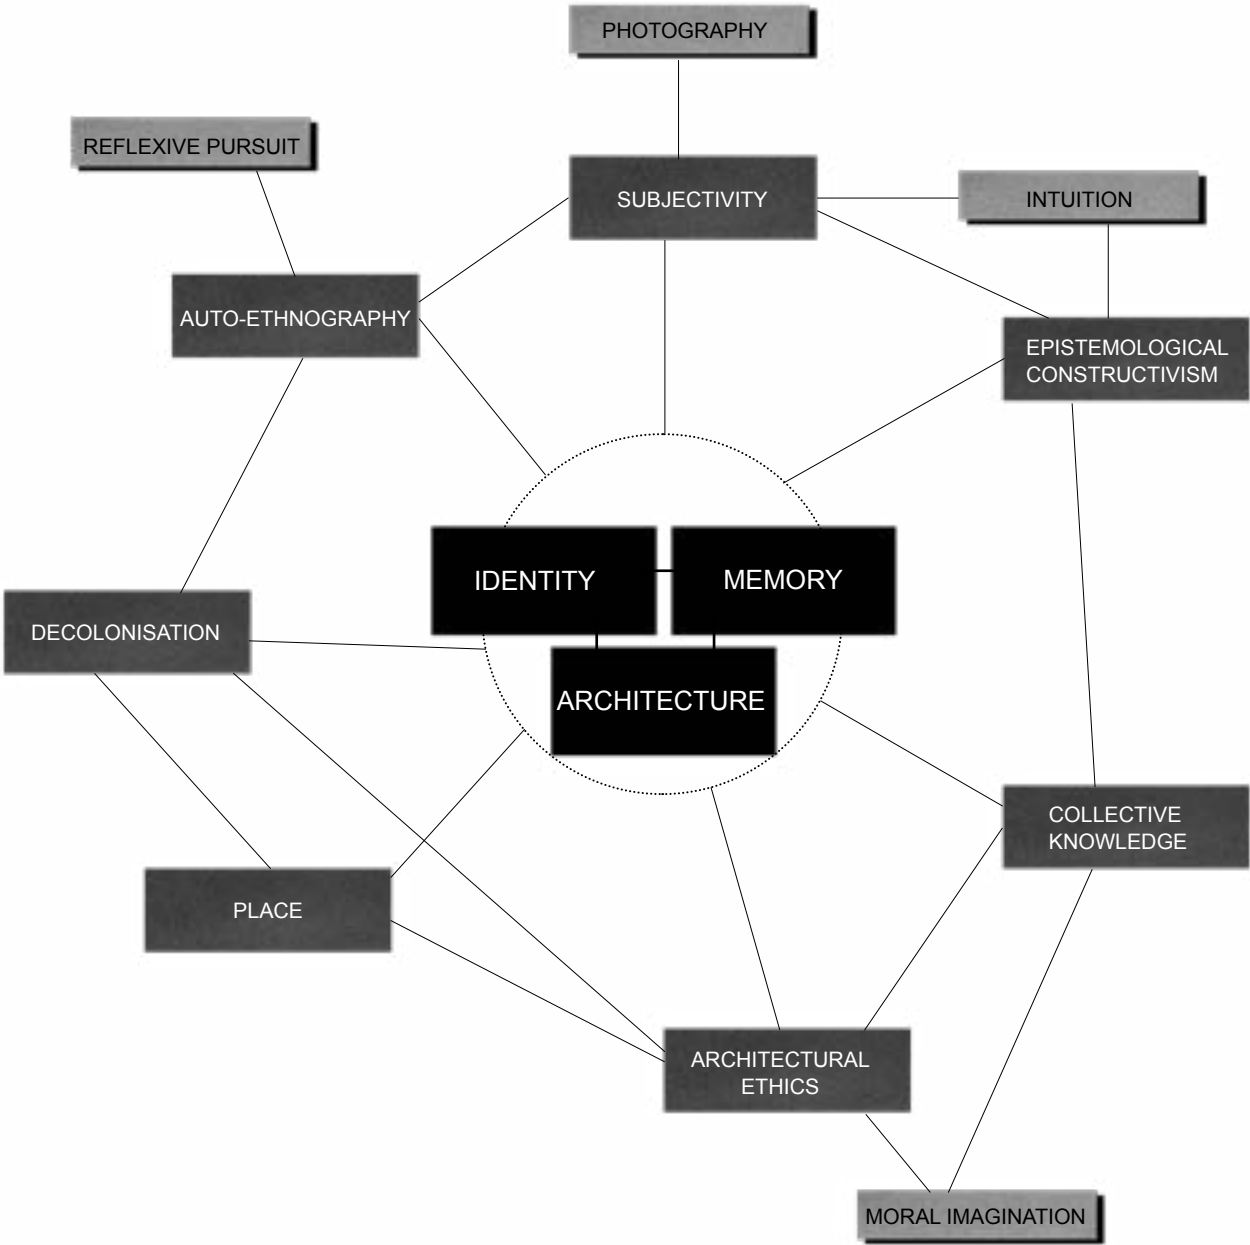 PHOTOGRAPHY
REFLEXIVE PURSUIT
SUBJECTIVITY
INTUITION
AUTO-ETHNOGRAPHY
EPISTEMOLOGICAL
CONSTRUCTIVISM
IDENTITY
MEMORY
DECOLONISATION
ARCHITECTURE
COLLECTIVE
KNOWLEDGE
PLACE
ARCHITECTURAL
ETHICS
MORAL IMAGINATION